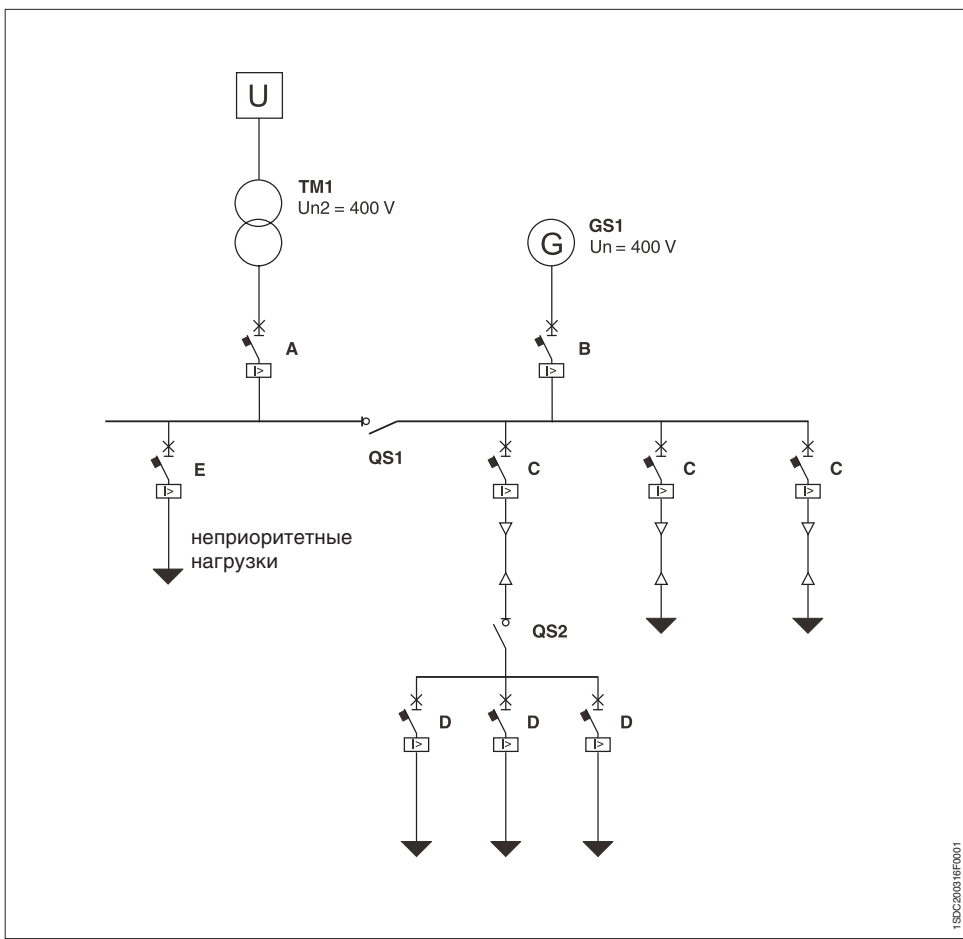 U
TM1
Un2 = 400 V
GS1
G
Un = 400 V
A
B
I>
I>
QS1
E
C
C
C
I>
I>
I>
I>
неприоритетные
нагрузки
QS2
D
D
D
I>
I>
I>
1SDC200316F0001